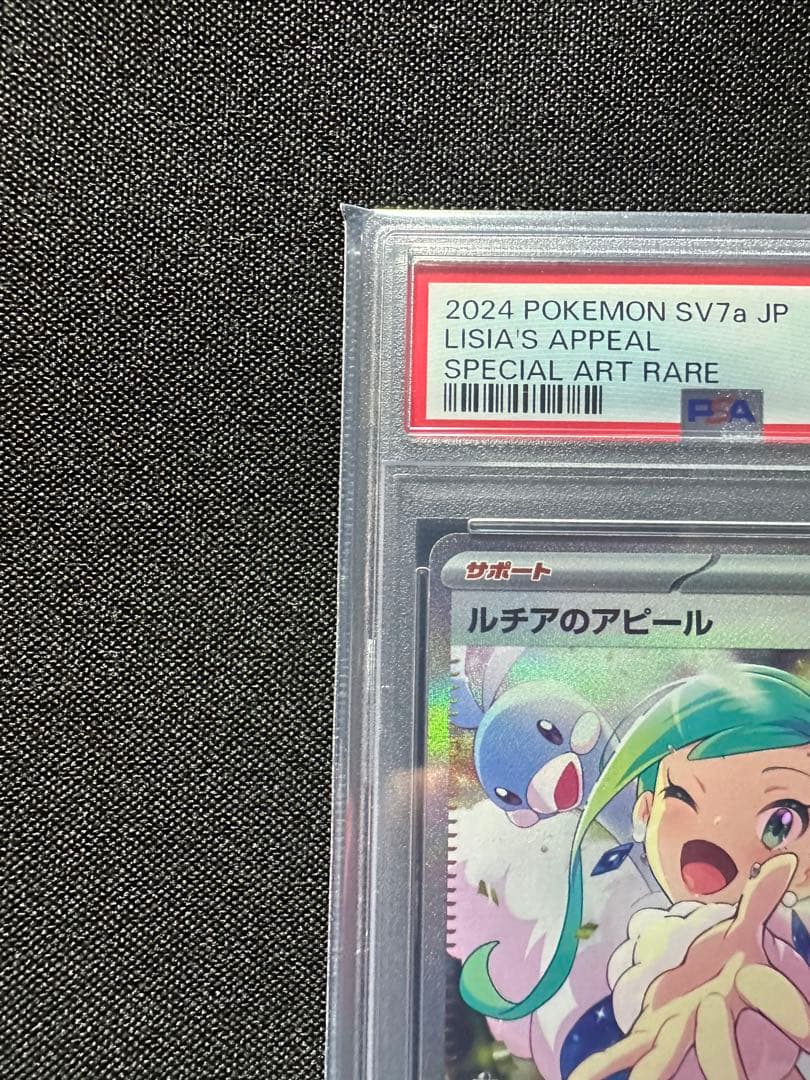 2024 POKEMON SV7a JP
LISIA'S APPEAL
SPECIAL ART RARE
PSA
サポート
ルチアのアピール